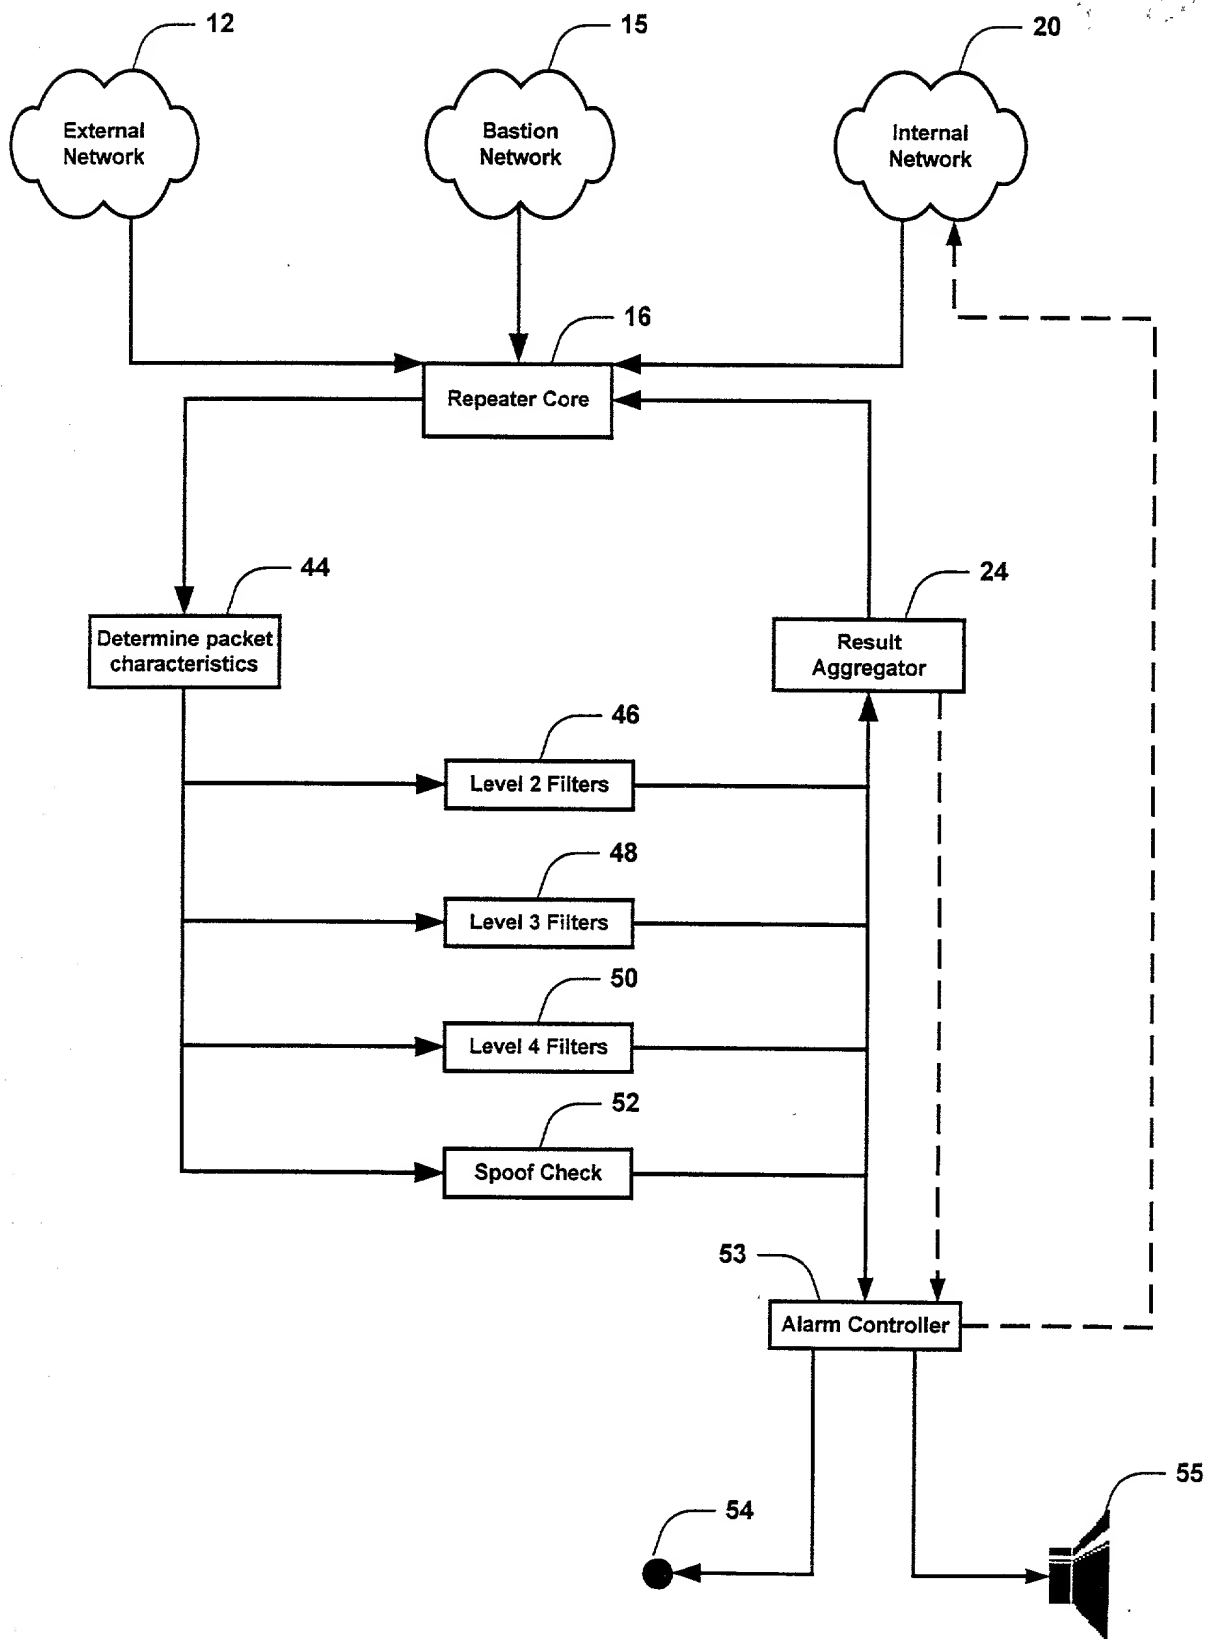 12
15
20
External
Network
Bastion
Network
Internal
Network
16
Repeater Core
44
24
Determine packet
characteristics
Result
Aggregator
46
Level 2 Filters
48
Level 3 Filters
50
Level 4 Filters
52
Spoof Check
53
Alarm Controller
54
55